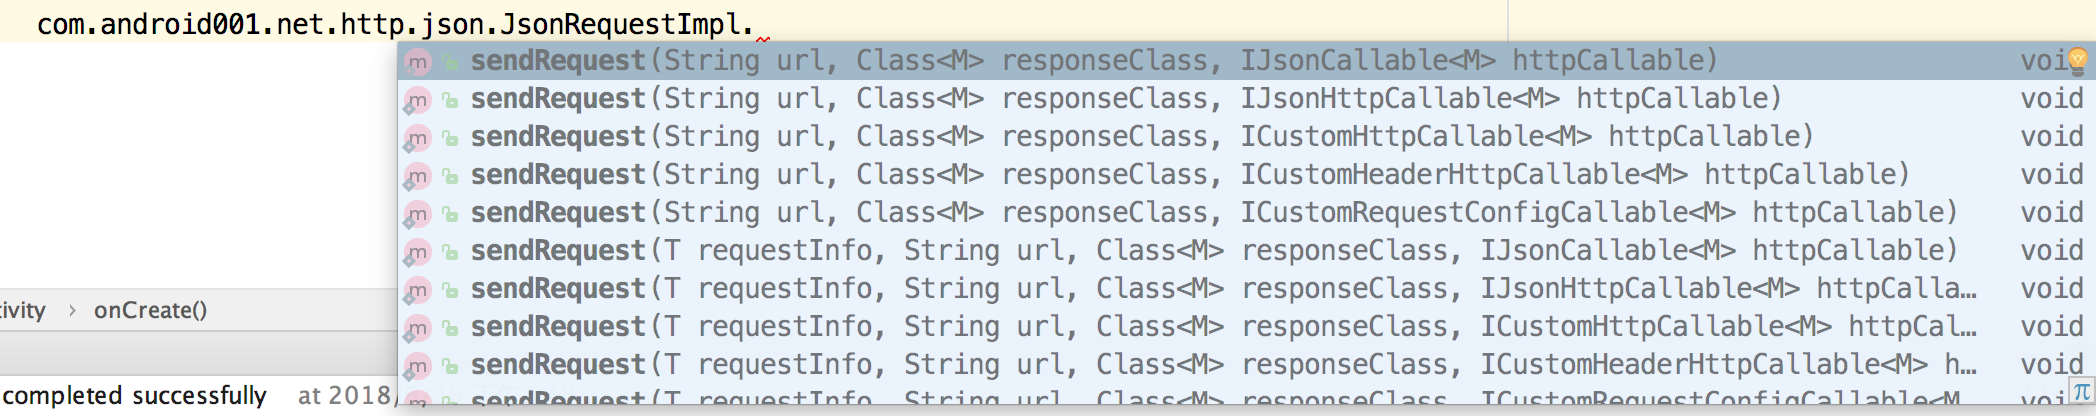 com.android001.net.http.json.JsonRequestImpl.
m sendRequest(String url, Class<M> responseClass, IJsonCallable<M> httpCallable) voi
m sendRequest(String url, Class<M> responseClass, IJsonHttpCallable<M> httpCallable) void
m sendRequest(String url, Class<M> responseClass, ICustomHttpCallable<M> httpCallable) void
m sendRequest(String url, Class<M> responseClass, ICustomHeaderHttpCallable<M> httpCallable) void
m sendRequest(String url, Class<M> responseClass, ICustomRequestConfigCallable<M> httpCallable) void
m sendRequest(T requestInfo, String url, Class<M> responseClass, IJsonCallable<M> httpCallable) void
m sendRequest(T requestInfo, String url, Class<M> responseClass, IJsonHttpCallable<M> httpCalla… void
tivity › onCreate()
m sendRequest(T requestInfo, String url, Class<M> responseClass, ICustomHttpCallable<M> httpCal… void
m sendRequest(T requestInfo, String url, Class<M> responseClass, ICustomHeaderHttpCallable<M> h… void
completed successfully at 2018/
m sendRequest(T requestInfo, String url, Class<M> responseClass, ICustomRequestConfigCallable<M… voi π